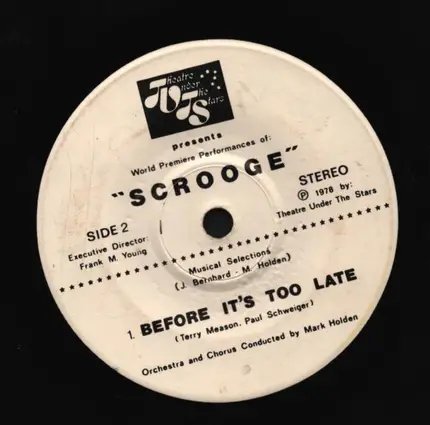 Theatre
Under
The
Stars
presents
World Premiere Performances of:
"SCROOGE"
SIDE 2
STEREO
Executive Director:
Frank M. Young
Ⓟ 1978 by:
Theatre Under The Stars
****************************************
Musical Selections
(J. Bernhard - M. Holden)
1. BEFORE IT'S TOO LATE
(Terry Meason, Paul Schweiger)
Orchestra and Chorus Conducted by Mark Holden